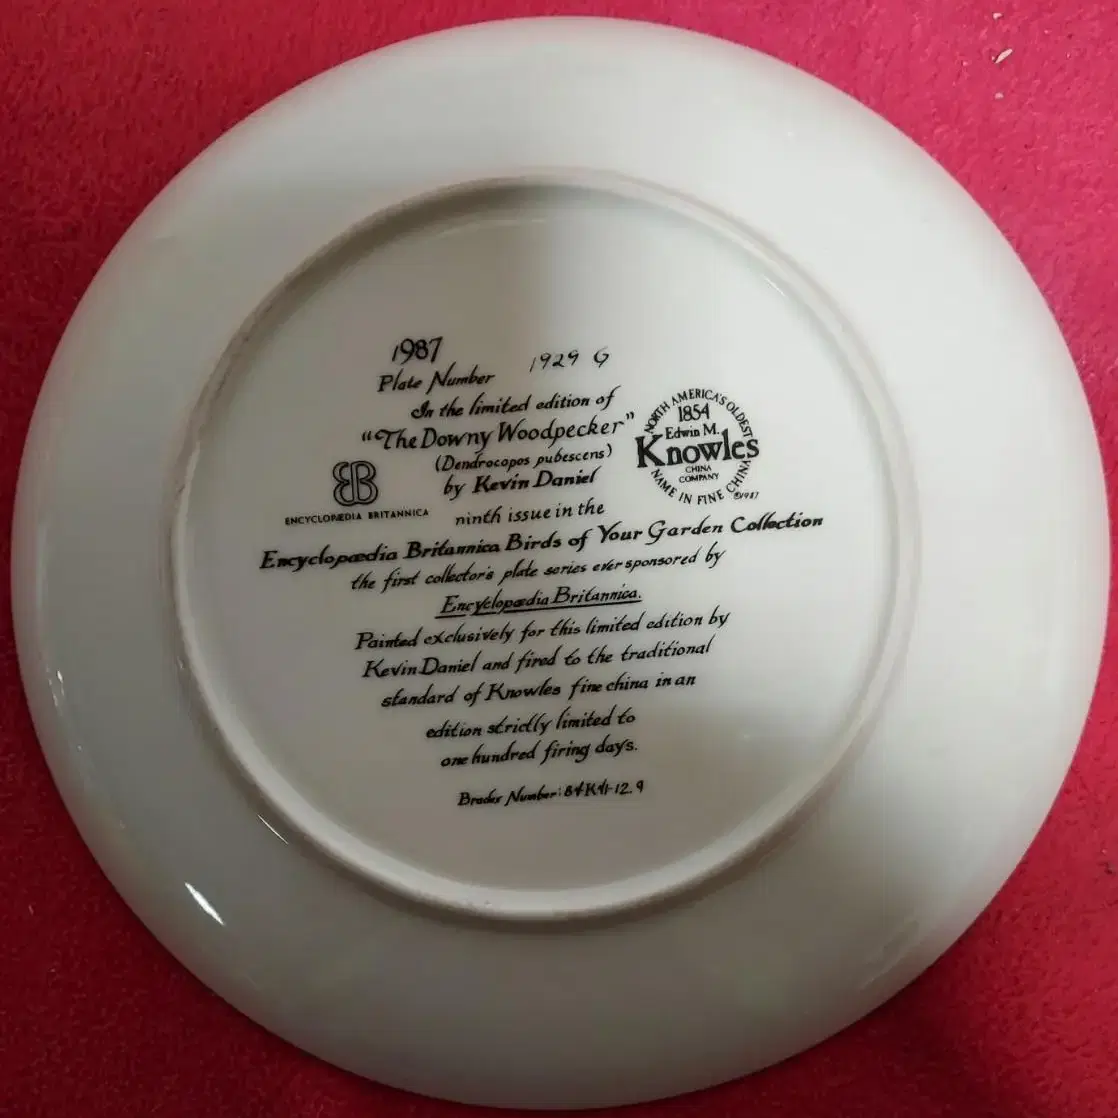 1987
Plate Number 1929 G
In the limited edition of
"The Downy Woodpecker"
(Dendrocopos pubescens)
by Kevin Daniel
ENCYCLOPÆDIA BRITANNICA
NORTH AMERICA'S OLDEST
1854
Edwin M.
Knowles
CHINA
COMPANY
NAME IN FINE CHINA
©1987
ninth issue in the
Encyclopædia Britannica Birds of Your Garden Collection
the first collector's plate series ever sponsored by
Encyclopædia Britannica.
Painted exclusively for this limited edition by
Kevin Daniel and fired to the traditional
standard of Knowles fine china in an
edition strictly limited to
one hundred firing days.
Bradex Number: 84-K41-12.9